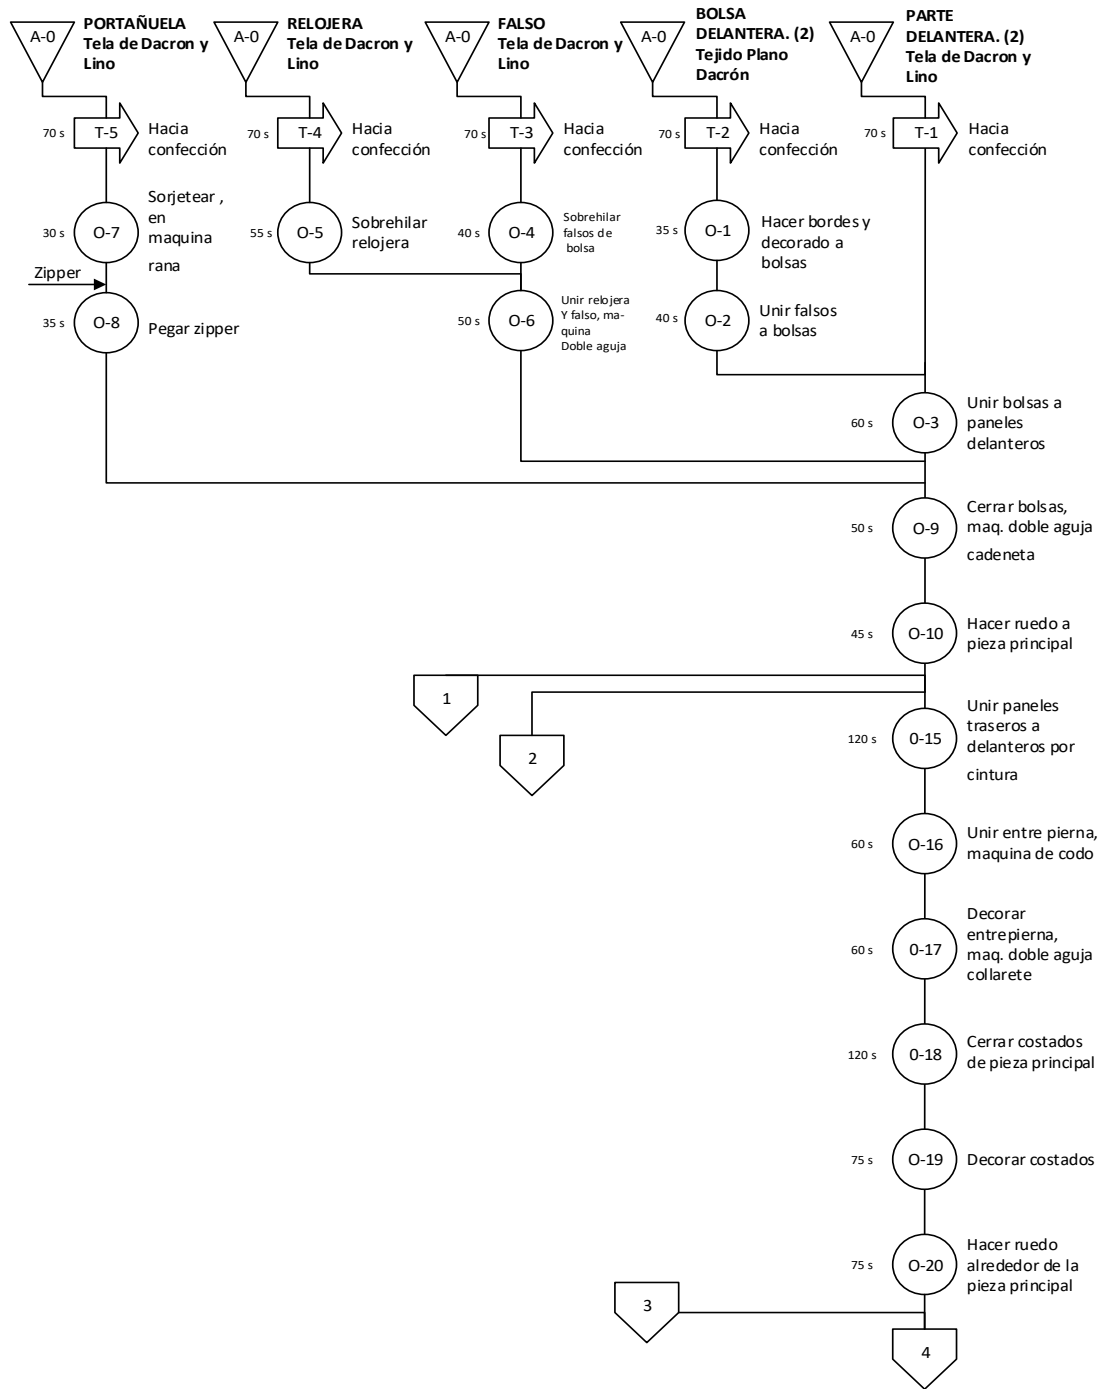 A-0
PORTAÑUELA
Tela de Dacron y
Lino
A-0
RELOJERA
Tela de Dacron y
Lino
A-0
FALSO
Tela de Dacron y
Lino
A-0
BOLSA
DELANTERA. (2)
Tejido Plano
Dacrón
A-0
PARTE
DELANTERA. (2)
Tela de Dacron y
Lino
70 s
T-5
Hacia
confección
70 s
T-4
Hacia
confección
70 s
T-3
Hacia
confección
70 s
T-2
Hacia
confección
70 s
T-1
Hacia
confección
30 s
O-7
Sorjetear ,
en
maquina
rana
55 s
O-5
Sobrehilar
relojera
40 s
O-4
Sobrehilar
falsos de
bolsa
35 s
O-1
Hacer bordes y
decorado a
bolsas
Zipper
35 s
O-8
Pegar zipper
50 s
O-6
Unir relojera
Y falso, ma-
quina
Doble aguja
40 s
O-2
Unir falsos
a bolsas
60 s
O-3
Unir bolsas a
paneles
delanteros
50 s
O-9
Cerrar bolsas,
maq. doble aguja
cadeneta
45 s
O-10
Hacer ruedo a
pieza principal
1
2
120 s
0-15
Unir paneles
traseros a
delanteros por
cintura
60 s
O-16
Unir entre pierna,
maquina de codo
60 s
0-17
Decorar
entrepierna,
maq. doble aguja
collarete
120 s
0-18
Cerrar costados
de pieza principal
75 s
O-19
Decorar costados
75 s
O-20
Hacer ruedo
alrededor de la
pieza principal
3
4